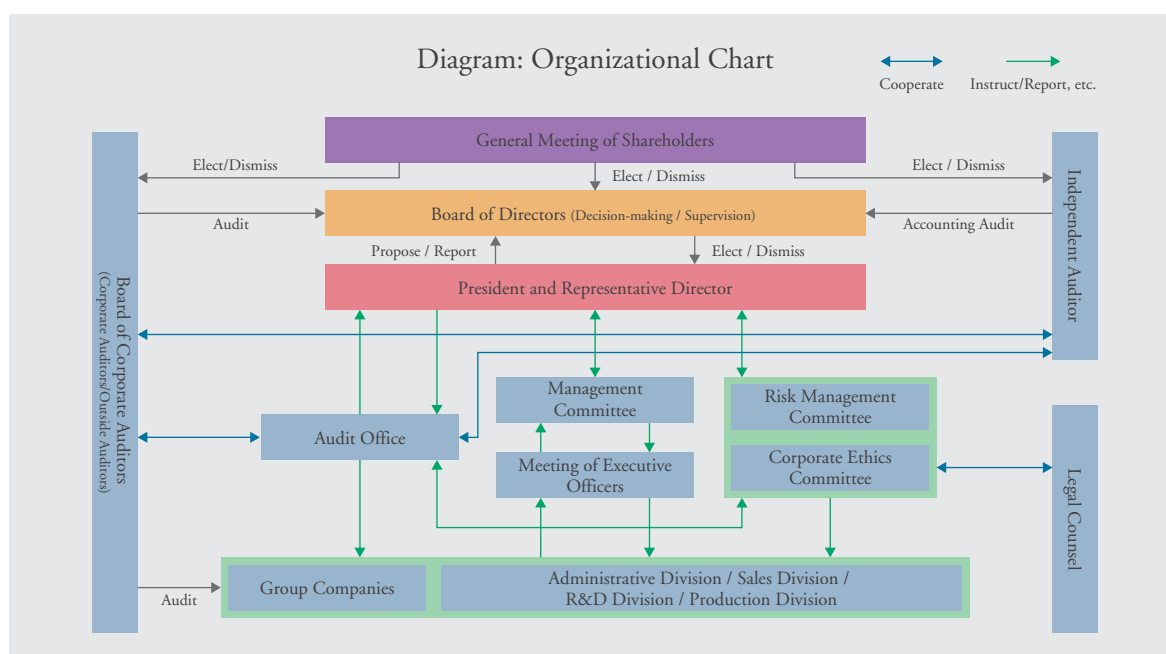 Diagram: Organizational Chart
Cooperate
Instruct/Report, etc.
General Meeting of Shareholders
Elect/Dismiss
Elect / Dismiss
Elect / Dismiss
Board of Directors (Decision-making / Supervision)
Audit
Accounting Audit
Propose / Report
Elect / Dismiss
President and Representative Director
Board of Corporate Auditors
(Corporate Auditors/Outside Auditors)
Independent Auditor
Management
Committee
Risk Management
Committee
Audit Office
Meeting of Executive
Officers
Corporate Ethics
Committee
Legal Counsel
Group Companies
Administrative Division / Sales Division /
R&D Division / Production Division
Audit